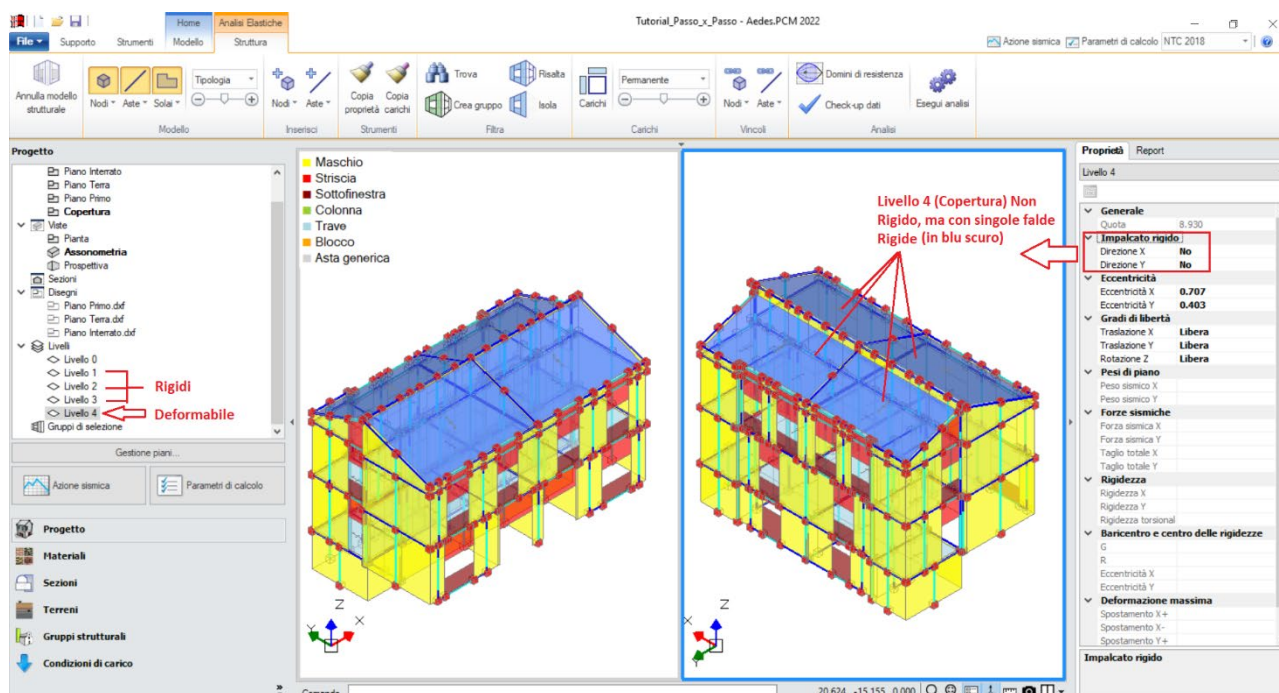 Tutorial_Passo_x_Passo - Aedes.PCM 2022
Home
Analisi Elastiche
File
Supporto
Strumenti
Modello
Struttura
Azione sismica
Parametri di calcolo
NTC 2018
Annulla modello
strutturale
Nodi
Aste
Solai
Tipologia
Modello
Nodi
Aste
Inserisci
Copia
proprietà
Copia
carichi
Strumenti
Trova
Crea gruppo
Risalta
Isola
Filtra
Carichi
Permanente
Carichi
Nodi
Aste
Vincoli
Domini di resistenza
Check-up dati
Esegui analisi
Analisi
Progetto
Piano Interrato
Piano Terra
Piano Primo
Copertura
Viste
Pianta
Assonometria
Prospettiva
Sezioni
Disegni
Piano Primo.dxf
Piano Terra.dxf
Piano Interrato.dxf
Livelli
Livello 0
Livello 1
Livello 2
Livello 3
Livello 4
Gruppi di selezione
Rigidi
Deformabile
Gestione piani...
Azione sismica
Parametri di calcolo
Progetto
Materiali
Sezioni
Terreni
Gruppi strutturali
Condizioni di carico
»
Maschio
Striscia
Sottofinestra
Colonna
Trave
Blocco
Asta generica
Z
X
Y
Livello 4 (Copertura) Non
Rigido, ma con singole falde
Rigide (in blu scuro)
Z
X
Y
Comando
20.624, -15.155, 0.000
Proprietà
Report
Livello 4
Generale
Quota 8.930
Impalcato rigido
Direzione X No
Direzione Y No
Eccentricità
Eccentricità X 0.707
Eccentricità Y 0.403
Gradi di libertà
Traslazione X Libera
Traslazione Y Libera
Rotazione Z Libera
Pesi di piano
Peso sismico X
Peso sismico Y
Forze sismiche
Forza sismica X
Forza sismica Y
Taglio totale X
Taglio totale Y
Rigidezza
Rigidezza X
Rigidezza Y
Rigidezza torsional
Baricentro e centro delle rigidezze
G
R
Eccentricità X
Eccentricità Y
Deformazione massima
Spostamento X+
Spostamento X-
Spostamento Y+
Impalcato rigido